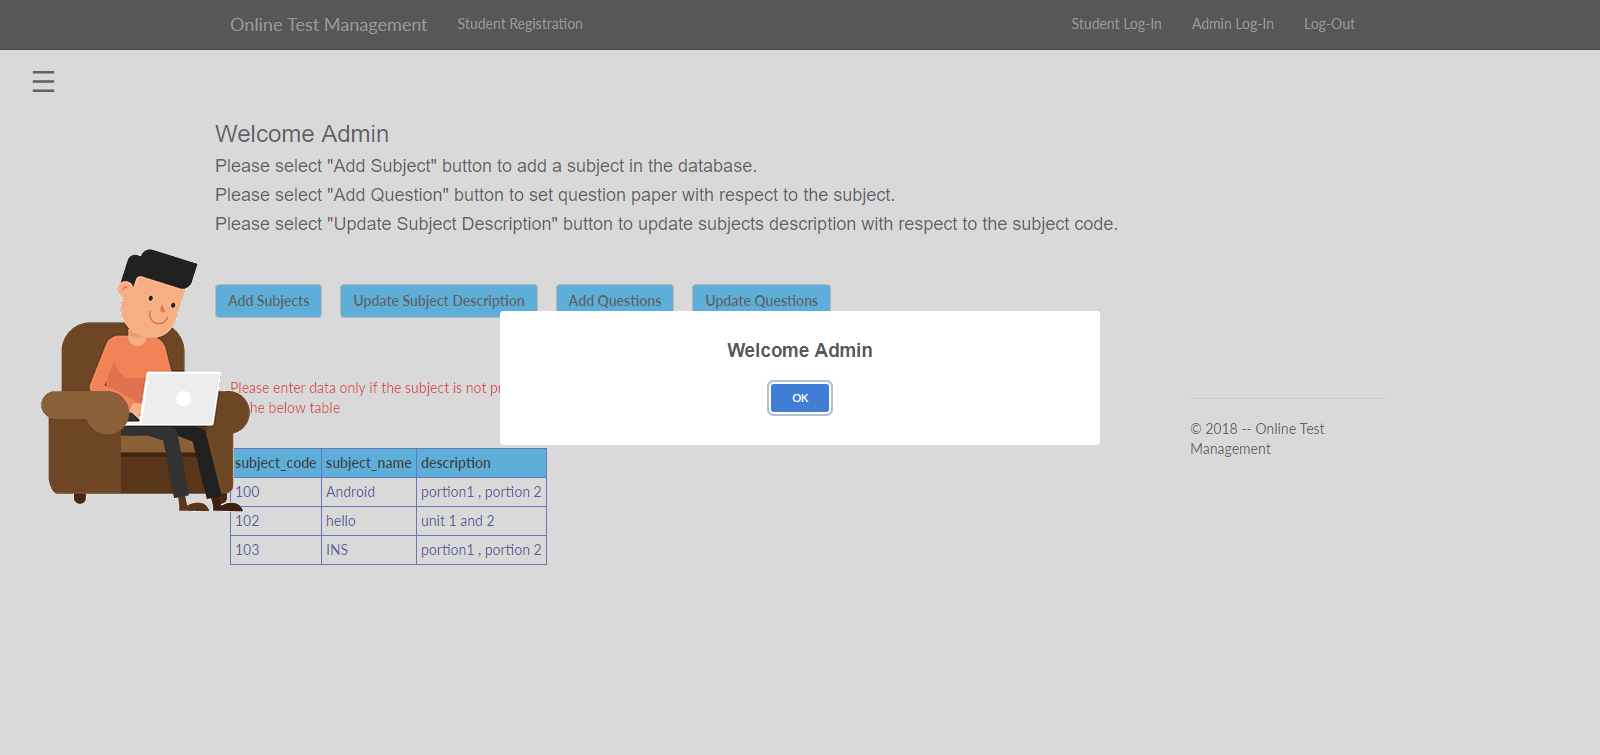 Online Test Management Student Registration Student Log-In Admin Log-In Log-Out
Welcome Admin
Please select "Add Subject" button to add a subject in the database.
Please select "Add Question" button to set question paper with respect to the subject.
Please select "Update Subject Description" button to update subjects description with respect to the subject code.
Add Subjects Update Subject Description Add Questions Update Questions
Welcome Admin
OK
Please enter data only if the subject is not
the below table
subject_code subject_name description
100 Android portion1 , portion 2
102 hello unit 1 and 2
103 INS portion1 , portion 2
© 2018 -- Online Test
Management